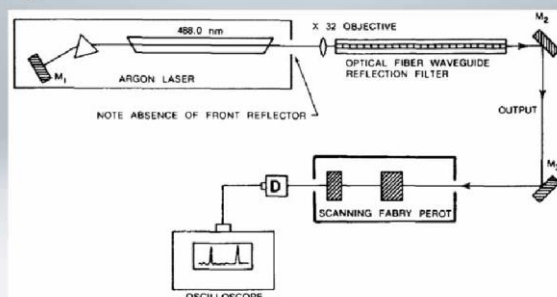 M2
X 32 OBJECTIVE
488.0 nm
M1
OPTICAL FIBER WAVEGUIDE
REFLECTION FILTER
ARGON LASER
NOTE ABSENCE OF FRONT REFLECTOR
OUTPUT
D
SCANNING FABRY PEROT
OSCILLOSCOPE